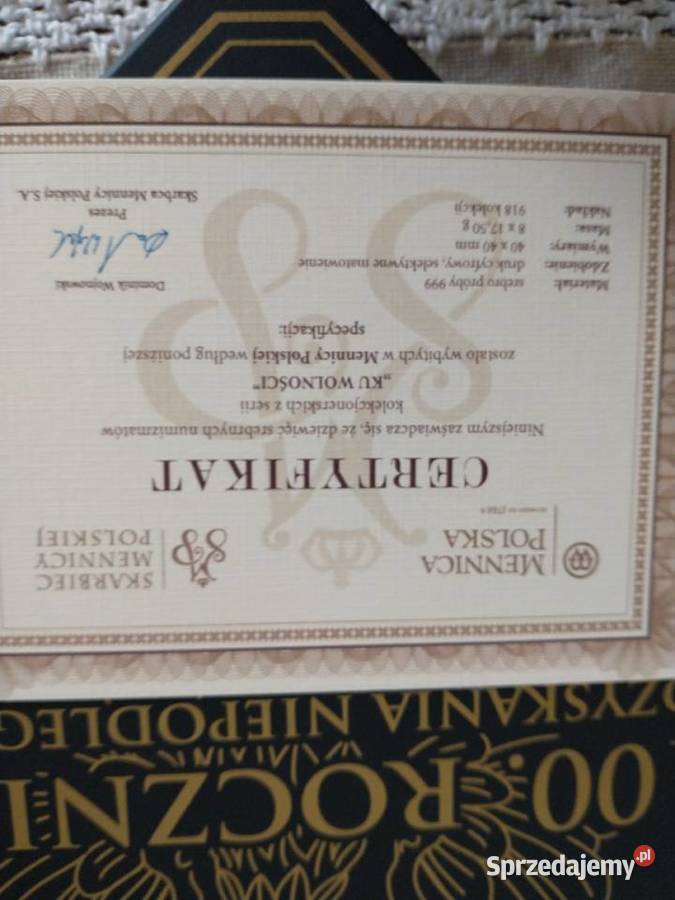 00. ROCZNI
ZYSKANIA NIEPODLEG
MENNICA
POLSKA
SKARBIEC
MENNICY
POLSKIEJ
CERTYFIKAT
Niniejszym zaświadcza się, że dziewięć srebrnych numizmatów
kolekcjonerskich z serii
„KU WOLNOŚCI"
zostało wybitych w Mennicy Polskiej według poniższej
specyfikacji:
Materiał: srebro próby 999
Zdobienie: druk cyfrowy, selektywne matowienie
Wymiary: 40 x 40 mm
Masa: 8 x 17,50 g
Nakład: 918 kolekcji
Dominik Wojnowski
Prezes
Skarbca Mennicy Polskiej S.A.
Sprzedajemy.pl